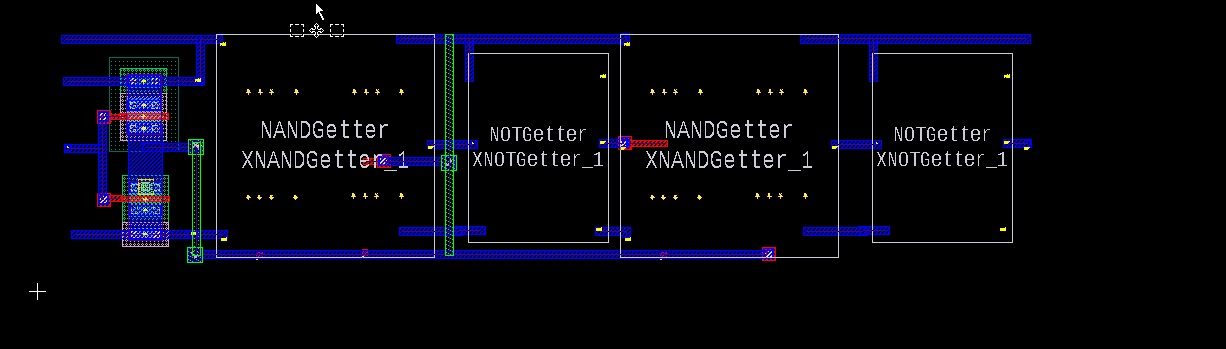 NANDGetter
XNANDGetter_1
NOTGetter
XNOTGetter_1
NANDGetter
XNANDGetter_1
NOTGetter
XNOTGetter_1